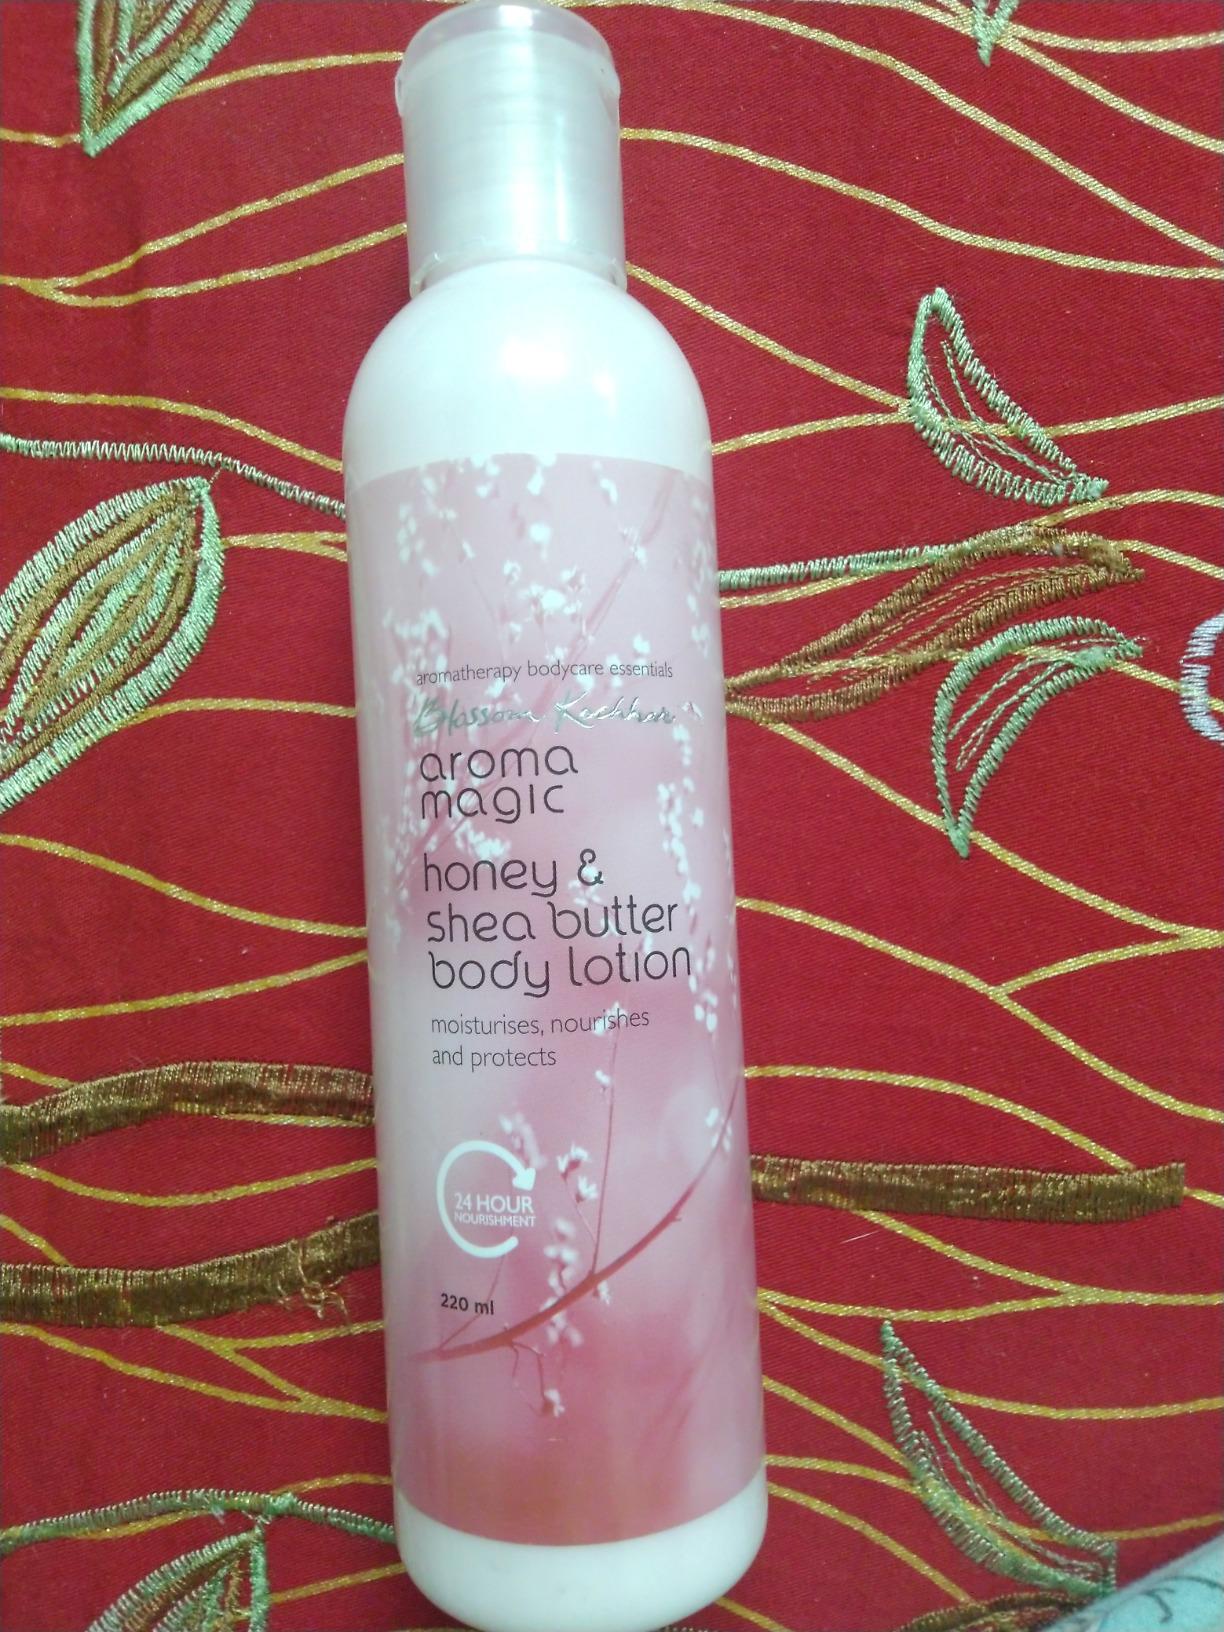 aromatherapy bodycare essentials
Blossom Kochhar
aroma
magic
honey &
shea butter
body lotion
moisturises, nourishes
and protects
24 HOUR
NOURISHMENT
220 ml